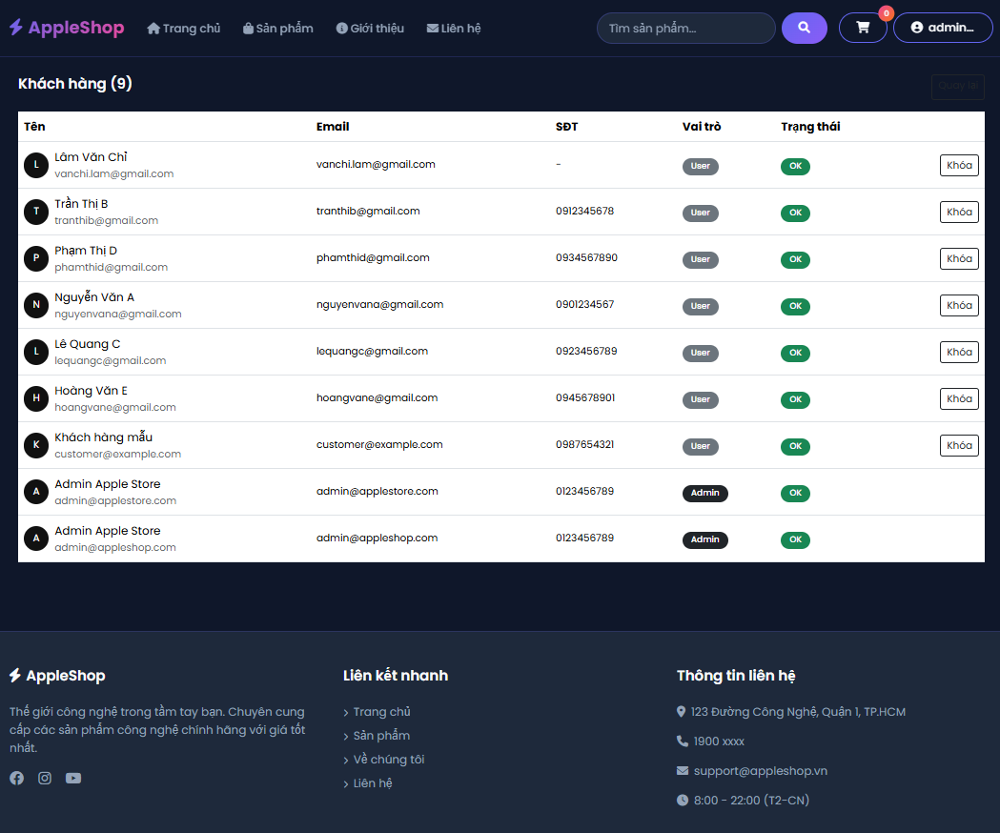 AppleShop
Trang chủ
Sản phẩm
Giới thiệu
Liên hệ
Tìm sản phẩm...
0
admin...
Khách hàng (9)
Quay lại
Tên Email SĐT Vai trò Trạng thái
L Lâm Văn Chỉ vanchi.lam@gmail.com - User OK Khóa
vanchi.lam@gmail.com
T Trần Thị B tranthib@gmail.com 0912345678 User OK Khóa
tranthib@gmail.com
P Phạm Thị D phamthid@gmail.com 0934567890 User OK Khóa
phamthid@gmail.com
N Nguyễn Văn A nguyenvana@gmail.com 0901234567 User OK Khóa
nguyenvana@gmail.com
L Lê Quang C lequangc@gmail.com 0923456789 User OK Khóa
lequangc@gmail.com
H Hoàng Văn E hoangvane@gmail.com 0945678901 User OK Khóa
hoangvane@gmail.com
K Khách hàng mẫu customer@example.com 0987654321 User OK Khóa
customer@example.com
A Admin Apple Store admin@applestore.com 0123456789 Admin OK
admin@applestore.com
A Admin Apple Store admin@appleshop.com 0123456789 Admin OK
admin@appleshop.com
AppleShop
Thế giới công nghệ trong tầm tay bạn. Chuyên cung
cấp các sản phẩm công nghệ chính hãng với giá tốt
nhất.
Liên kết nhanh
Trang chủ
Sản phẩm
Về chúng tôi
Liên hệ
Thông tin liên hệ
123 Đường Công Nghệ, Quận 1, TP.HCM
1900 xxxx
support@appleshop.vn
8:00 - 22:00 (T2-CN)